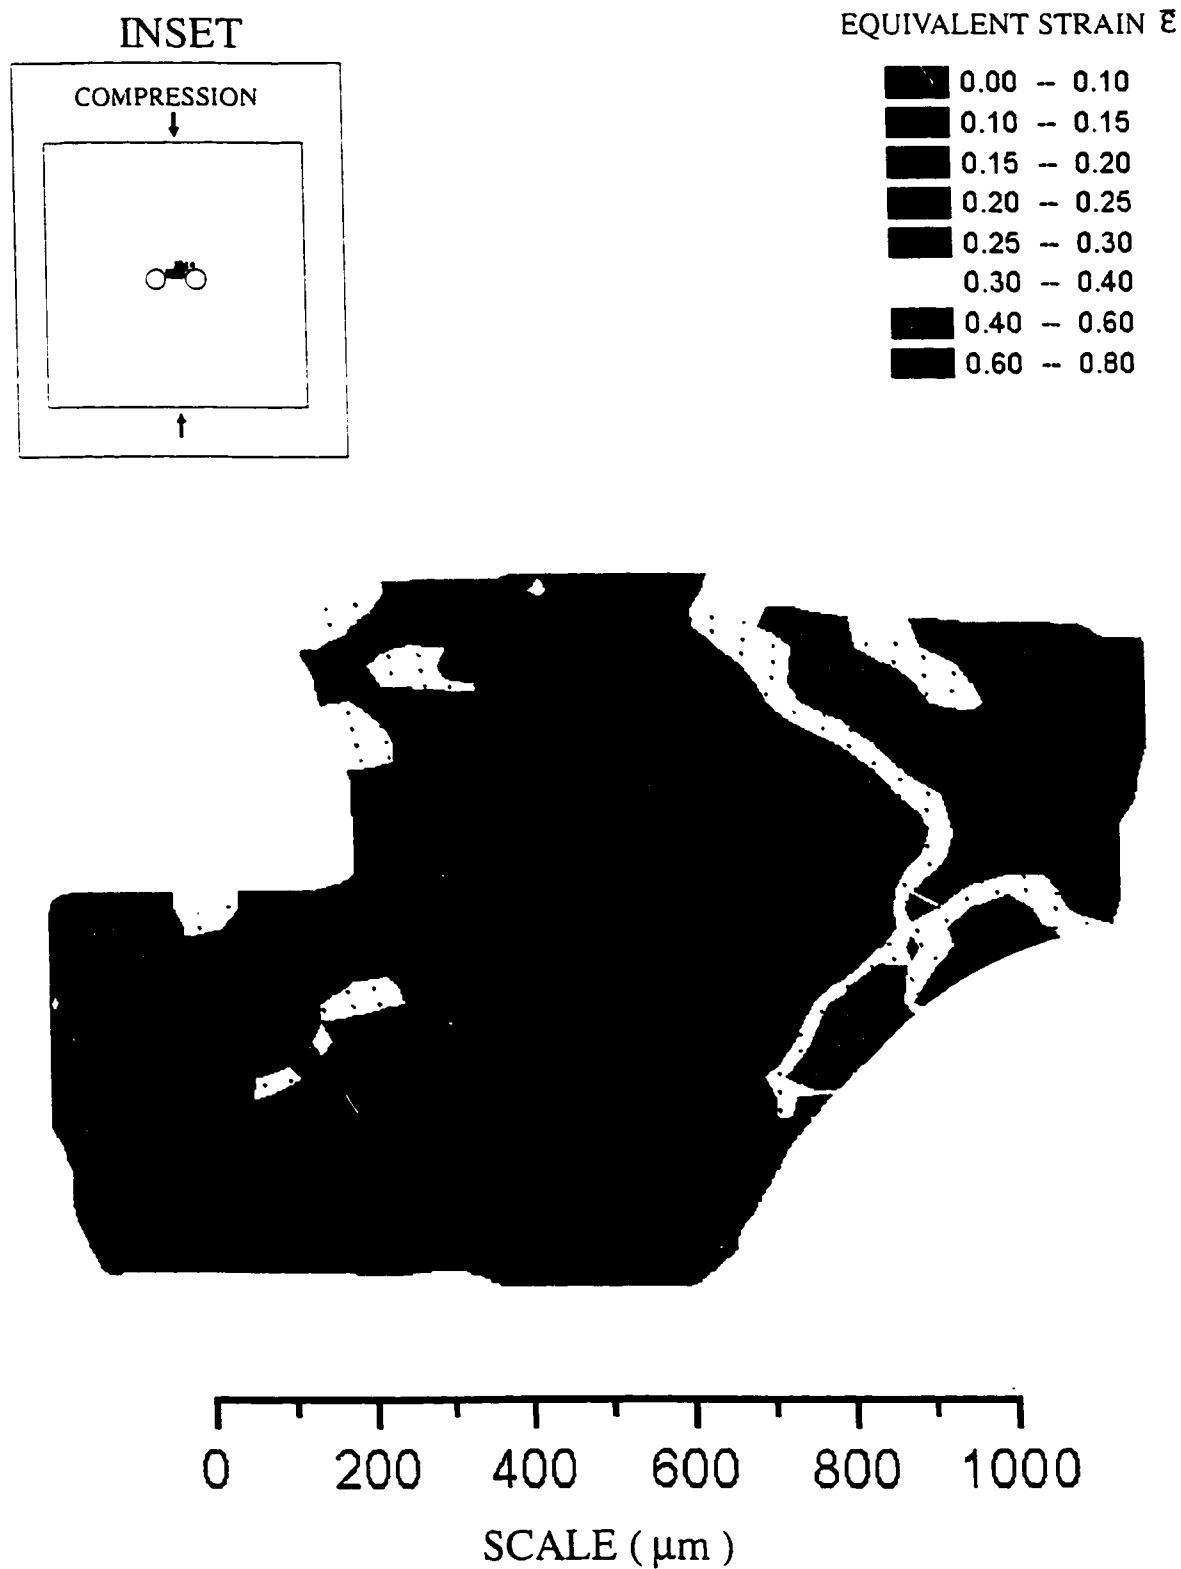 INSET
COMPRESSION
EQUIVALENT STRAIN ε̅
0.00 – 0.10
0.10 – 0.15
0.15 – 0.20
0.20 – 0.25
0.25 – 0.30
0.30 – 0.40
0.40 – 0.60
0.60 – 0.80
0 200 400 600 800 1000
SCALE ( μm )